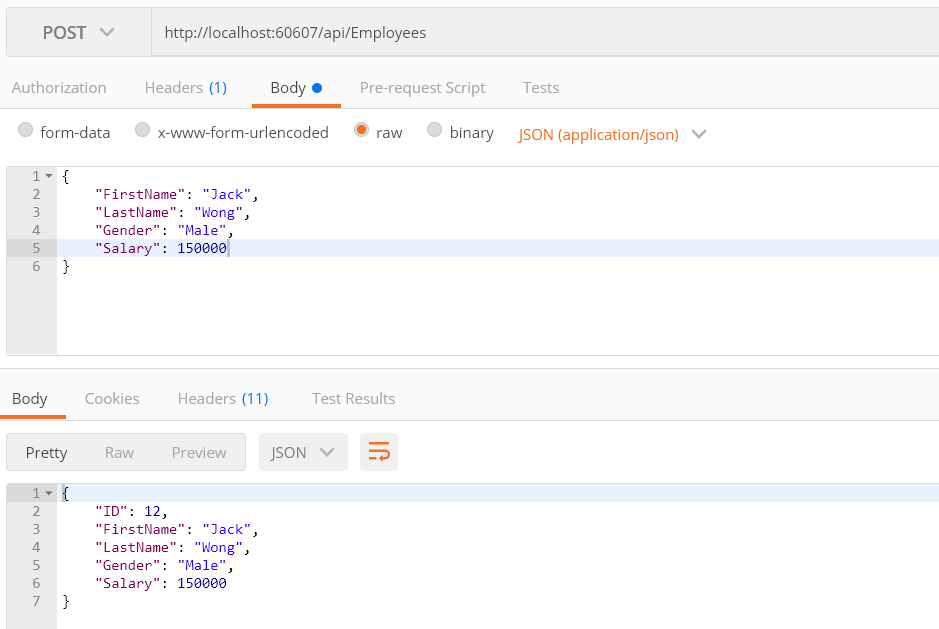 POST http://localhost:60607/api/Employees
Authorization Headers (1) Body Pre-request Script Tests
form-data x-www-form-urlencoded raw binary JSON (application/json)
1 {
2 "FirstName": "Jack",
3 "LastName": "Wong",
4 "Gender": "Male",
5 "Salary": 150000
6 }
Body Cookies Headers (11) Test Results
Pretty Raw Preview JSON
1 {
2 "ID": 12,
3 "FirstName": "Jack",
4 "LastName": "Wong",
5 "Gender": "Male",
6 "Salary": 150000
7 }